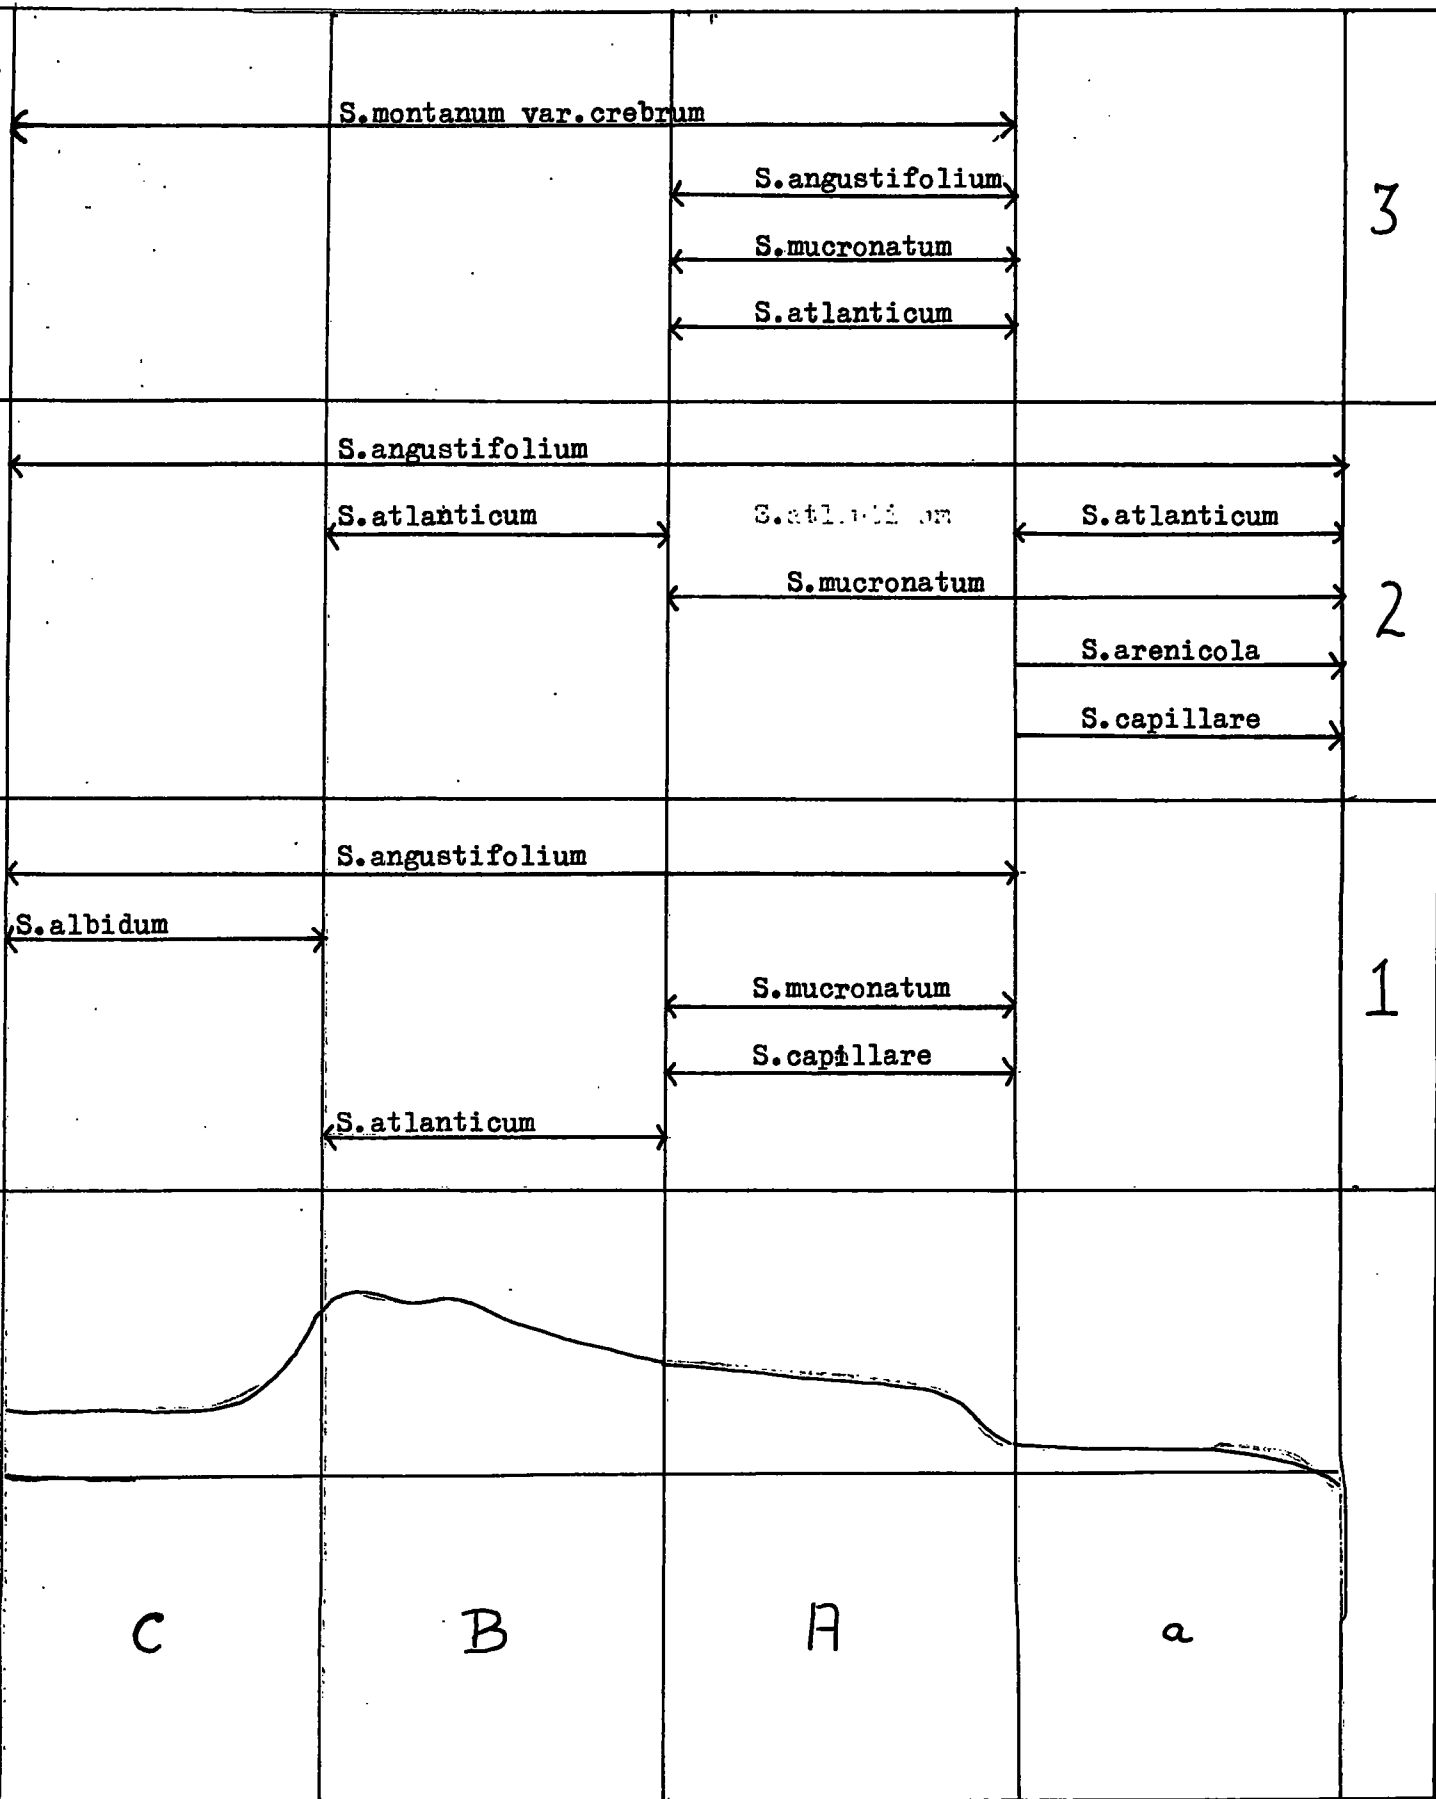 S.montanum var.crebrum
S.angustifolium
S.mucronatum
S.atlanticum
3
S.angustifolium
S.atlanticum
S.atlanticum
S.mucronatum
S.arenicola
S.capillare
2
S.angustifolium
S.albidum
S.mucronatum
S.capillare
S.atlanticum
1
C B A a